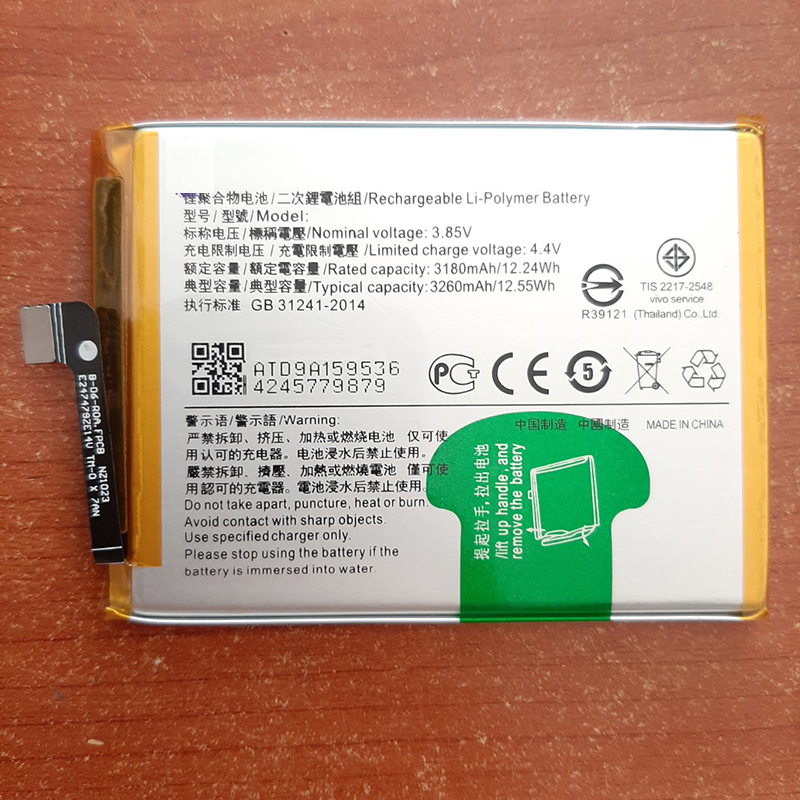 锂聚合物电池/二次鋰電池組/Rechargeable Li-Polymer Battery
型号/型號/Model:
标称电压/標稱電壓/Nominal voltage: 3.85V
充电限制电压/充電限制電壓/Limited charge voltage: 4.4V
额定容量/額定電容量/Rated capacity: 3180mAh/12.24Wh
典型容量/典型電容量/Typical capacity: 3260mAh/12.55Wh
执行标准 GB 31241-2014
R39121
TIS 2217-2548
vivo service
(Thailand) Co.,Ltd.
ATD9A159536
4245779879
PCT CE 5
中国制造 中國製造 MADE IN CHINA
警示语/警示語/Warning:
严禁拆卸、挤压、加热或燃烧电池 仅可使
用认可的充电器。电池浸水后禁止使用。
嚴禁拆卸、擠壓、加熱或燃燒電池 僅可使
用認可的充電器。電池浸水後禁止使用。
Do not take apart, puncture, heat or burn.
Avoid contact with sharp objects.
Use specified charger only.
Please stop using the battery if the
battery is immersed into water.
提起拉手,拉出电池
/lift up handle, and
remove the battery
B-D6-ROA FPCB NZ1023
E247479ZE14V TM-0 X 7MN